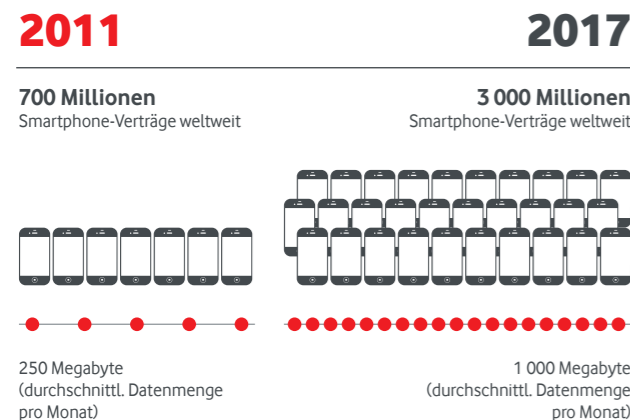 2011
700 Millionen
Smartphone-Verträge weltweit
250 Megabyte
(durchschnittl. Datenmenge
pro Monat)
2017
3 000 Millionen
Smartphone-Verträge weltweit
1 000 Megabyte
(durchschnittl. Datenmenge
pro Monat)